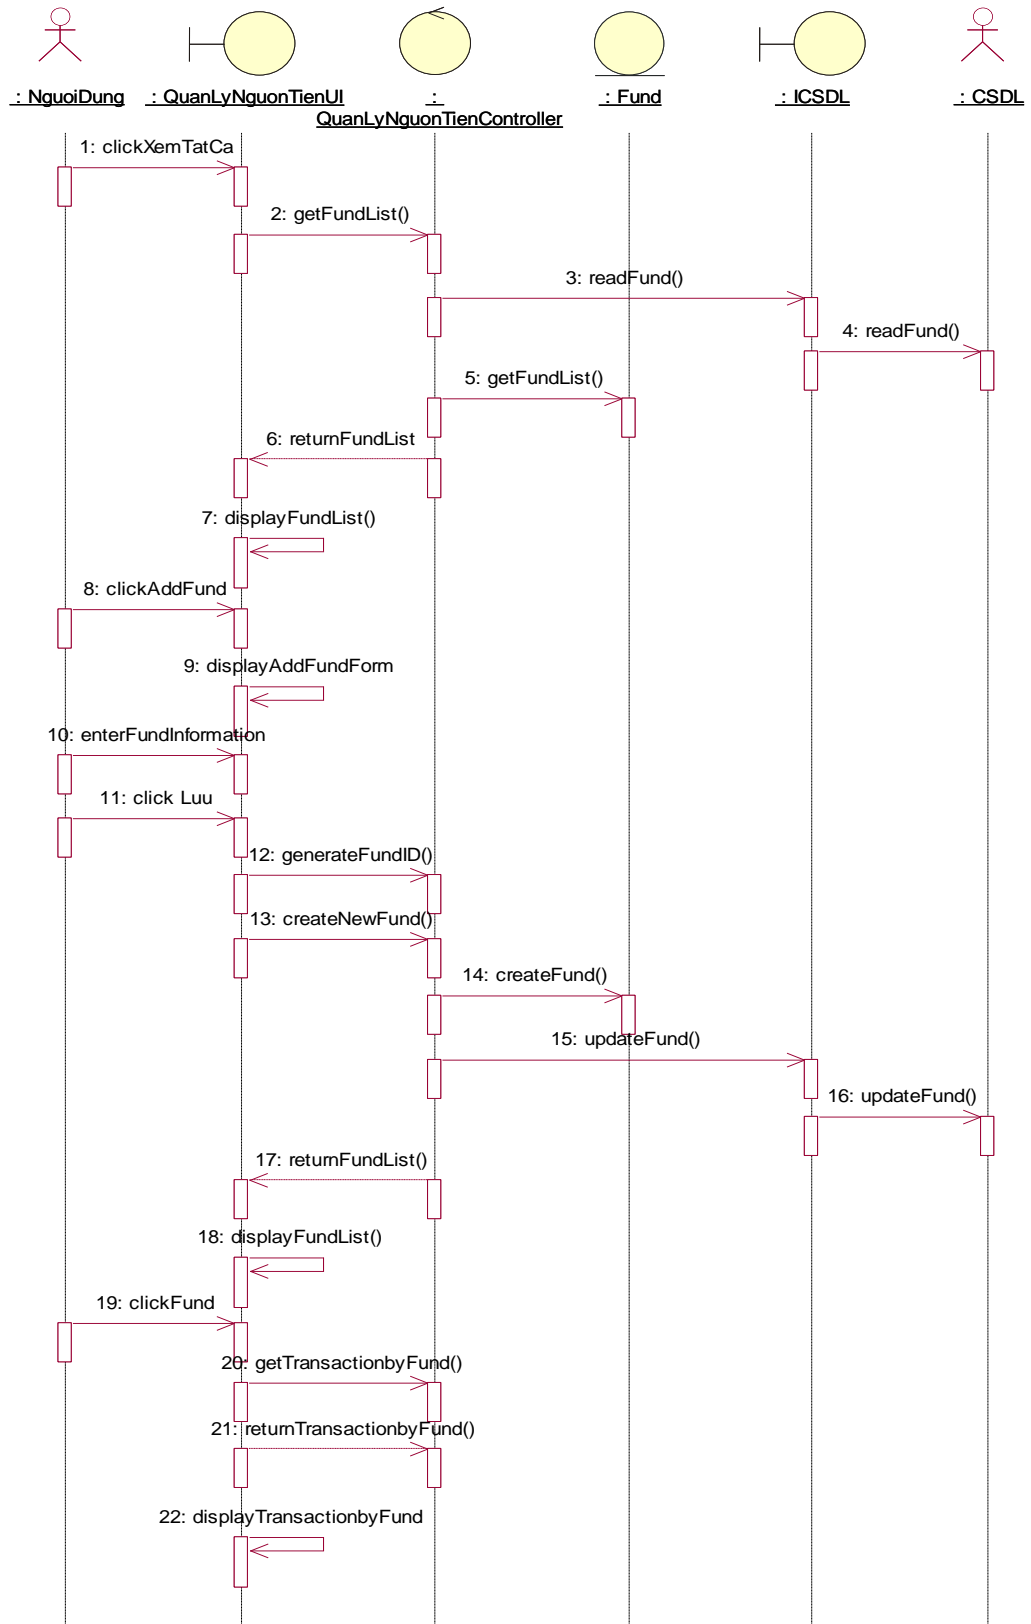 : NguoiDung
: QuanLyNguonTienUI
:
QuanLyNguonTienController
: Fund
: ICSDL
: CSDL
1: clickXemTatCa
2: getFundList()
3: readFund()
4: readFund()
5: getFundList()
6: returnFundList
7: displayFundList()
8: clickAddFund
9: displayAddFundForm
10: enterFundInformation
11: click Luu
12: generateFundID()
13: createNewFund()
14: createFund()
15: updateFund()
16: updateFund()
17: returnFundList()
18: displayFundList()
19: clickFund
20: getTransactionbyFund()
21: returnTransactionbyFund()
22: displayTransactionbyFund